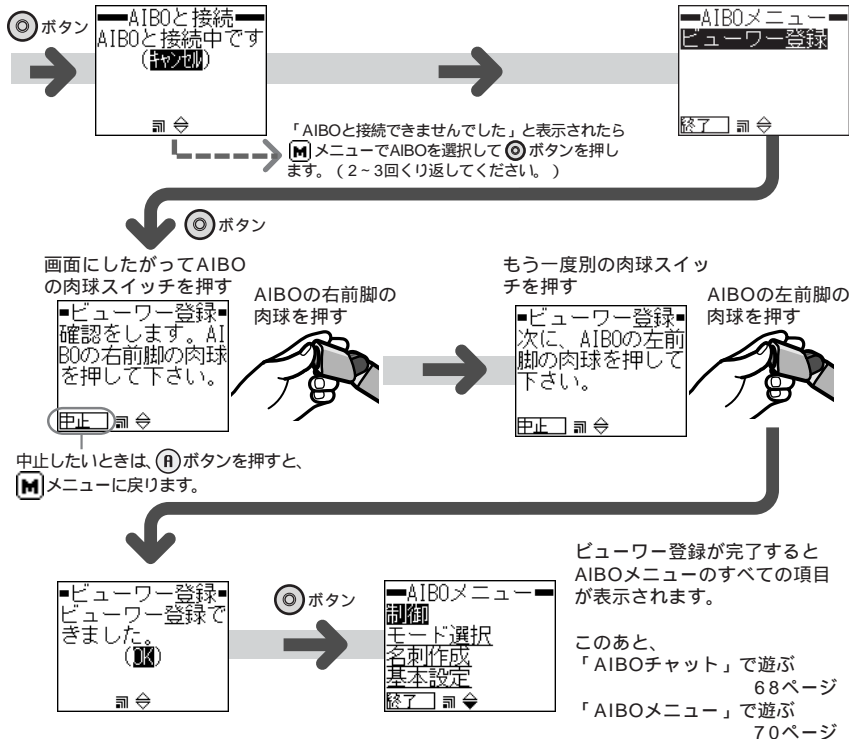 ◎ボタン
AIBOと接続
AIBOと接続中です
(キャンセル)
AIBOメニュー
ビューワー登録
終了
「AIBOと接続できませんでした」と表示されたら
MメニューでAIBOを選択して◎ボタンを押し
ます。(2~3回くり返してください。)
◎ボタン
画面にしたがってAIBO
の肉球スイッチを押す
ビューワー登録
確認をします。AI
BOの右前脚の肉球
を押して下さい。
中止
AIBOの右前脚の
肉球を押す
もう一度別の肉球スイッ
チを押す
ビューワー登録
次に、AIBOの左前
脚の肉球を押して
下さい。
中止
AIBOの左前脚の
肉球を押す
中止したいときは、Aボタンを押すと、
Mメニューに戻ります。
ビューワー登録
ビューワー登録で
きました。
(OK)
◎ボタン
AIBOメニュー
制御
モード選択
名刺作成
基本設定
終了
ビューワー登録が完了すると
AIBOメニューのすべての項目
が表示されます。
このあと、
「AIBOチャット」で遊ぶ
68ページ
「AIBOメニュー」で遊ぶ
70ページ